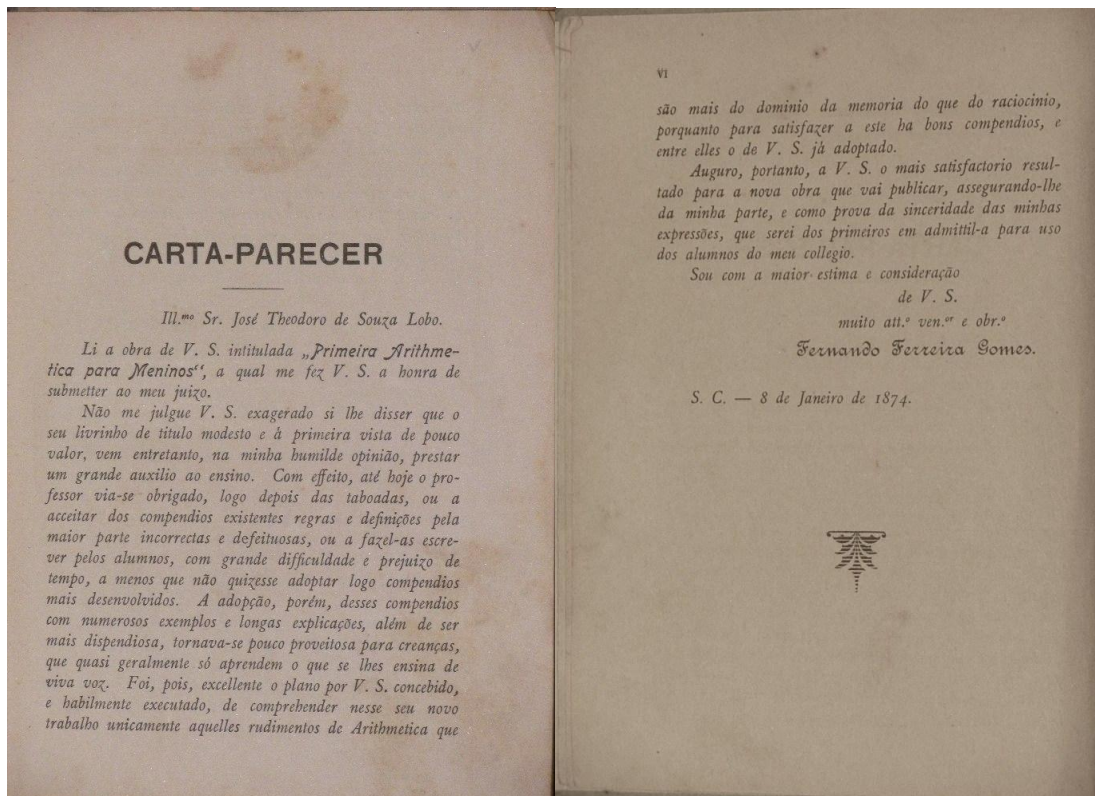 CARTA-PARECER
Ill.mo Sr. José Theodoro de Souza Lobo.
Li a obra de V. S. intitulada „Primeira Arithme-
tica para Meninos“, a qual me fez V. S. a honra de
submetter ao meu juizo.
Não me julgue V. S. exagerado si lhe disser que o
seu livrinho de titulo modesto e á primeira vista de pouco
valor, vem entretanto, na minha humilde opinião, prestar
um grande auxilio ao ensino. Com effeito, até hoje o pro-
fessor via-se obrigado, logo depois das taboadas, ou a
acceitar dos compendios existentes regras e definições pela
maior parte incorrectas e defeituosas, ou a fazel-as escre-
ver pelos alumnos, com grande difficuldade e prejuizo de
tempo, a menos que não quizesse adoptar logo compendios
mais desenvolvidos. A adopção, porém, desses compendios
com numerosos exemplos e longas explicações, além de ser
mais dispendiosa, tornava-se pouco proveitosa para creanças,
que quasi geralmente só aprendem o que se lhes ensina de
viva voz. Foi, pois, excellente o plano por V. S. concebido,
e habilmente executado, de comprehender nesse seu novo
trabalho unicamente aquelles rudimentos de Arithmetica que
VI
são mais do dominio da memoria do que do raciocinio,
porquanto para satisfazer a este ha bons compendios, e
entre elles o de V. S. já adoptado.
Auguro, portanto, a V. S. o mais satisfactorio resul-
tado para a nova obra que vai publicar, assegurando-lhe
da minha parte, e como prova da sinceridade das minhas
expressões, que serei dos primeiros em admittil-a para uso
dos alumnos do meu collegio.
Sou com a maior estima e consideração
de V. S.
muito att.o ven.or e obr.o
Fernando Ferreira Gomes.
S. C. — 8 de Janeiro de 1874.